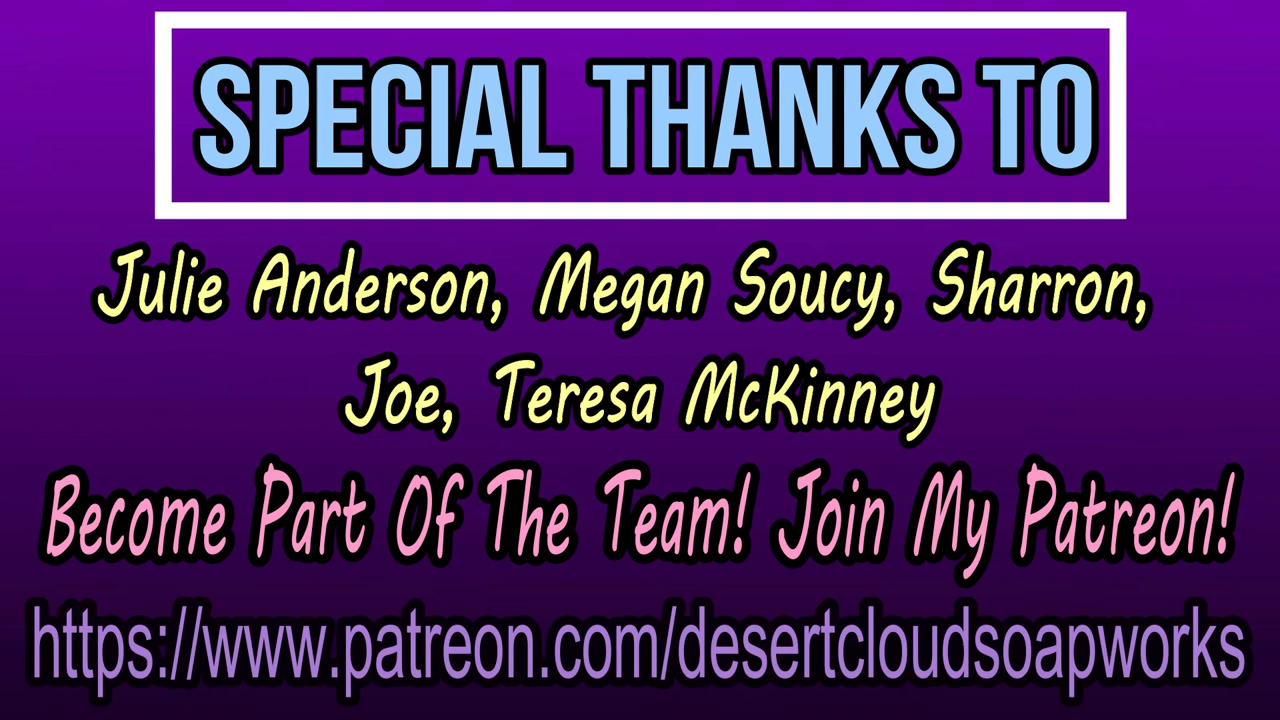 SPECIAL THANKS TO
Julie Anderson, Megan Soucy, Sharron,
Joe, Teresa McKinney
Become Part Of The Team! Join My Patreon!
https://www.patreon.com/desertcloudsoapworks